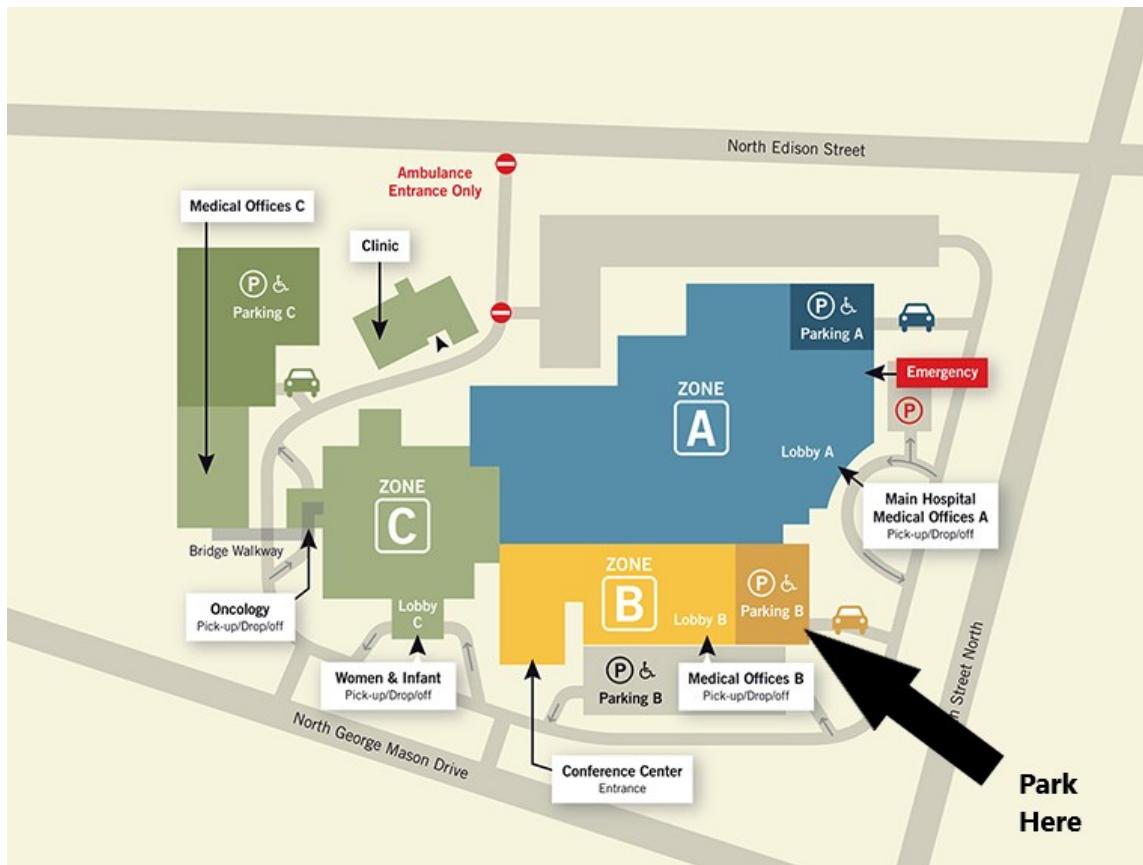 North Edison Street
Ambulance
Entrance Only
Medical Offices C
Clinic
P
Parking C
P
Parking A
Emergency
P
ZONE
A
Lobby A
Main Hospital
Medical Offices A
Pick-up/Drop/off
ZONE
C
Bridge Walkway
Oncology
Pick-up/Drop/off
Lobby
C
Women & Infant
Pick-up/Drop/off
ZONE
B
Lobby B
P
Parking B
P
Parking B
Medical Offices B
Pick-up/Drop/off
Conference Center
Entrance
North George Mason Drive
Street North
Park
Here